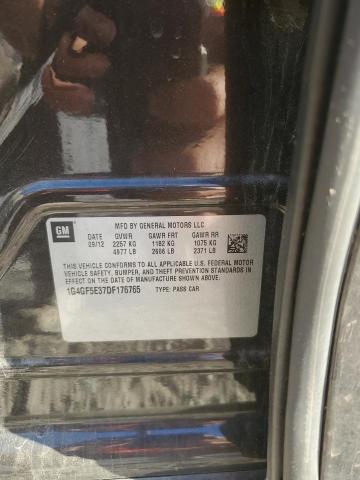 GM
MFG BY GENERAL MOTORS LLC
DATE GVWR GAWR FRT GAWR RR
09/12 2257 KG 1182 KG 1075 KG
4977 LB 2606 LB 2371 LB
THIS VEHICLE CONFORMS TO ALL APPLICABLE U.S. FEDERAL MOTOR
VEHICLE SAFETY, BUMPER, AND THEFT PREVENTION STANDARDS IN
EFFECT ON THE DATE OF MANUFACTURE SHOWN ABOVE.
1G4GF5E37DF176765 TYPE: PASS CAR